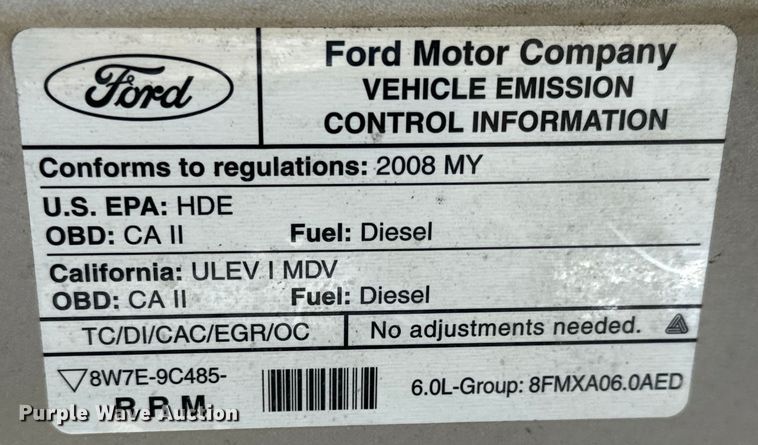 Ford
Ford Motor Company
VEHICLE EMISSION
CONTROL INFORMATION
Conforms to regulations: 2008 MY
U.S. EPA: HDE
OBD: CA II Fuel: Diesel
California: ULEV I MDV
OBD: CA II Fuel: Diesel
TC/DI/CAC/EGR/OC No adjustments needed.
8W7E-9C485-
R.R.M
6.0L-Group: 8FMXA06.0AED
Purple Wave Auction